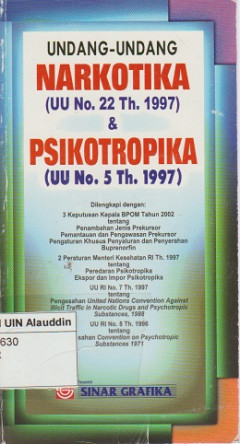 UNDANG-UNDANG
NARKOTIKA
(UU No. 22 Th. 1997)
&
PSIKOTROPIKA
(UU No. 5 Th. 1997)
Dilengkapi dengan:
3 Keputusan Kepala BPOM Tahun 2002
tentang
Penambahan Jenis Prekursor
Pemantauan dan Pengawasan Prekursor
Pengaturan Khusus Penyaluran dan Penyerahan
Buprenorfin
2 Peraturan Menteri Kesehatan RI Th. 1997
tentang
Peredaran Psikotropika
Ekspor dan Impor Psikotropika
UU RI No. 7 Th. 1997
tentang
Pengesahan United Nations Convention Against
Illicit Traffic in Narcotic Drugs and Psychotropic
Substances, 1988
UU RI No. 8 Th. 1996
tentang
sahan Convention on Psychotropic
Substances 1971
UIN Alauddin
630
SINAR GRAFIKA